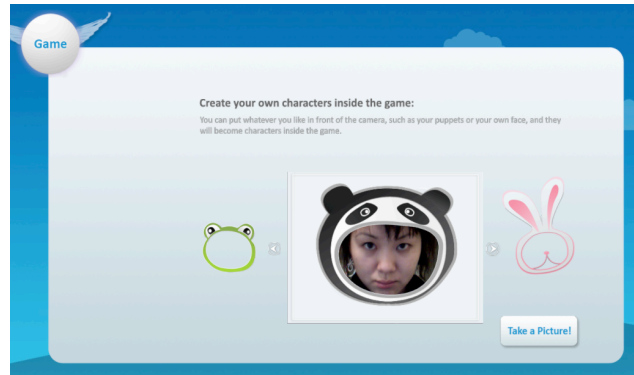 Game
Create your own characters inside the game:
You can put whatever you like in front of the camera, such as your puppets or your own face, and they
will become characters inside the game.
Take a Picture!